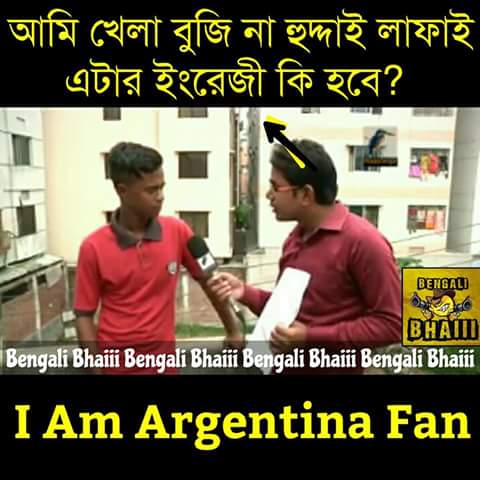 আমি খেলা বুজি না হুদ্দাই লাফাই
এটার ইংরেজী কি হবে?
BENGALI
BHAIII
Bengali Bhaiii Bengali Bhaiii Bengali Bhaiii Bengali Bhaiii
I Am Argentina Fan